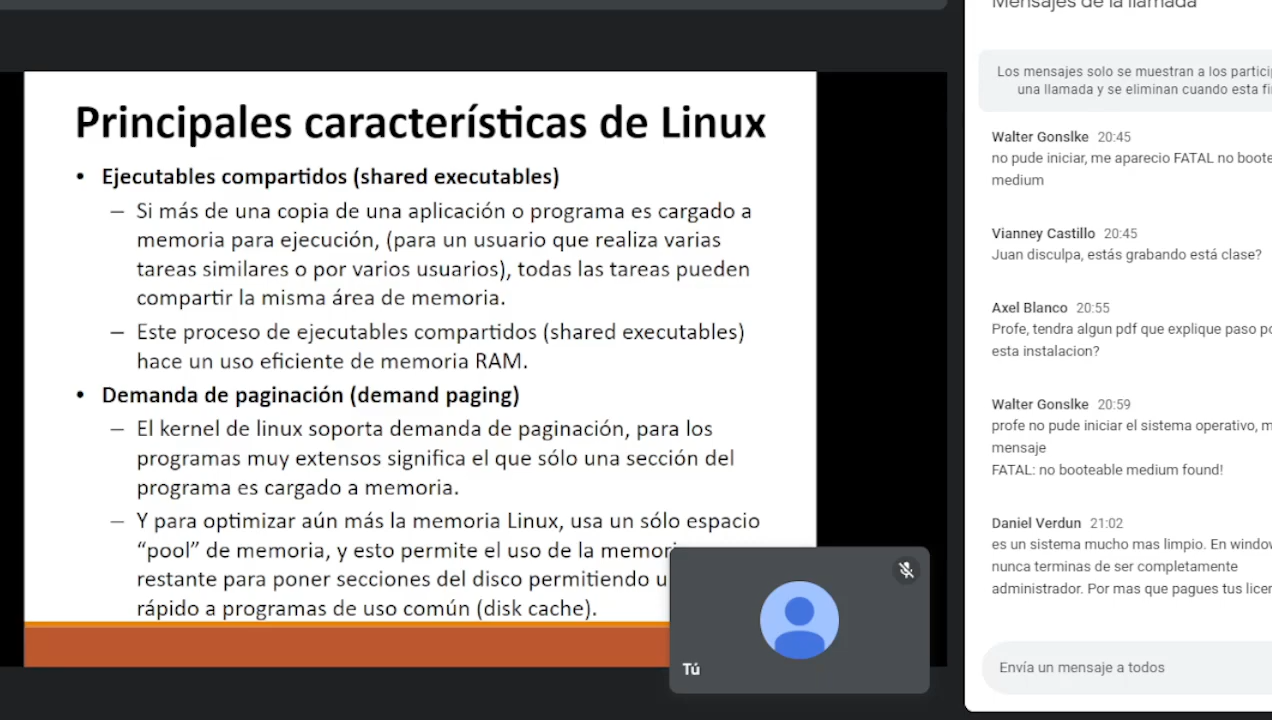 Principales características de Linux
• Ejecutables compartidos (shared executables)
– Si más de una copia de una aplicación o programa es cargado a
memoria para ejecución, (para un usuario que realiza varias
tareas similares o por varios usuarios), todas las tareas pueden
compartir la misma área de memoria.
– Este proceso de ejecutables compartidos (shared executables)
hace un uso eficiente de memoria RAM.
• Demanda de paginación (demand paging)
– El kernel de linux soporta demanda de paginación, para los
programas muy extensos significa el que sólo una sección del
programa es cargado a memoria.
– Y para optimizar aún más la memoria Linux, usa un sólo espacio
“pool” de memoria, y esto permite el uso de la
restante para poner secciones del disco permitiendo
rápido a programas de uso común (disk cache).
Tú
Mensajes de la llamada
Los mensajes solo se muestran a los
una llamada y se eliminan cuando esta
Walter Gonslke 20:45
no pude iniciar, me aparecio FATAL no
medium
Vianney Castillo 20:45
Juan disculpa, estás grabando está clase?
Axel Blanco 20:55
Profe, tendra algun pdf que explique paso
esta instalacion?
Walter Gonslke 20:59
profe no pude iniciar el sistema operativo,
mensaje
FATAL: no booteable medium found!
Daniel Verdun 21:02
es un sistema mucho mas limpio. En
nunca terminas de ser completamente
administrador. Por mas que pagues tus
Envía un mensaje a todos